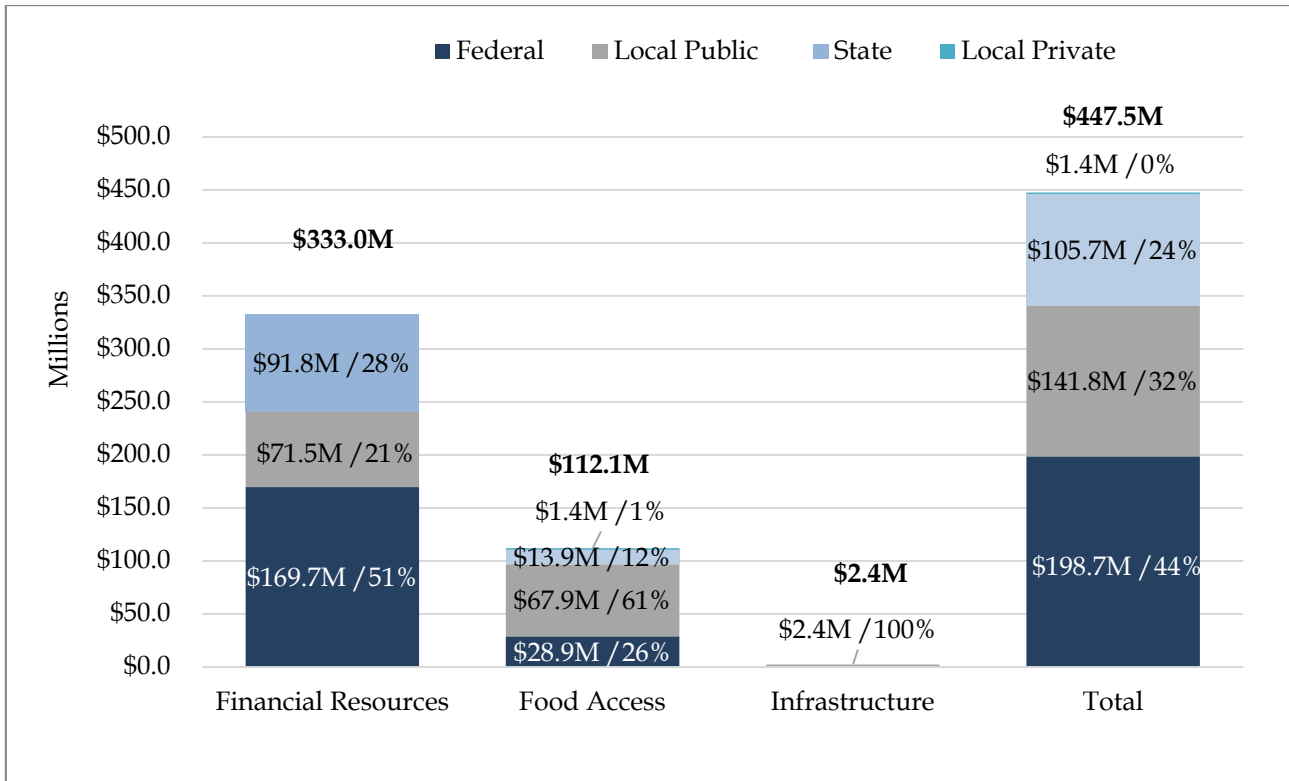 Federal Local Public State Local Private
$447.5M
$500.0
$1.4M / 0%
$450.0
$400.0
$333.0M
$105.7M / 24%
$350.0
Millions
$300.0
$91.8M / 28%
$141.8M / 32%
$250.0
$200.0
$71.5M / 21%
$112.1M
$150.0
$1.4M / 1%
$100.0
$13.9M / 12%
$169.7M / 51%
$2.4M
$198.7M / 44%
$67.9M / 61%
$50.0
$2.4M / 100%
$28.9M / 26%
$0.0
Financial Resources Food Access Infrastructure Total